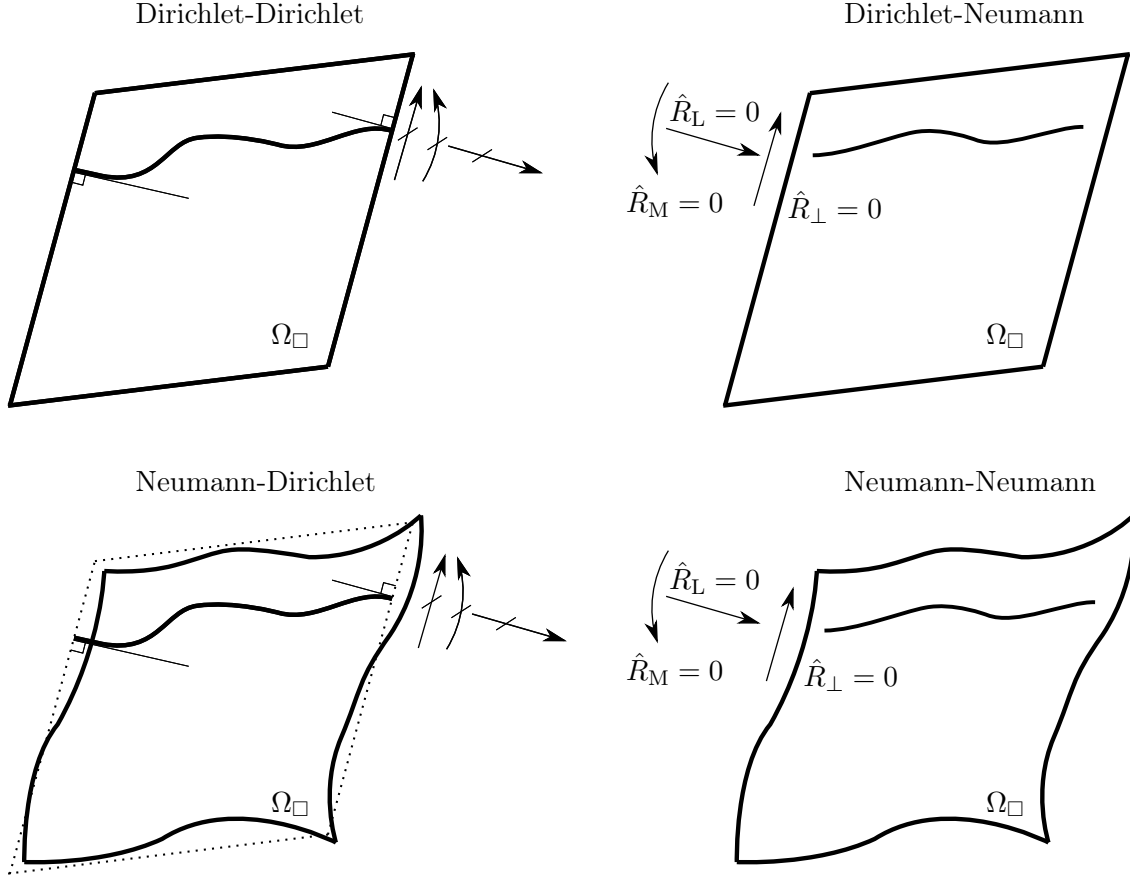 Dirichlet-Dirichlet
Dirichlet-Neumann
R̂_L = 0
R̂_M = 0
R̂_⊥ = 0
Ω_□
Ω_□
Neumann-Dirichlet
Neumann-Neumann
R̂_L = 0
R̂_M = 0
R̂_⊥ = 0
Ω_□
Ω_□